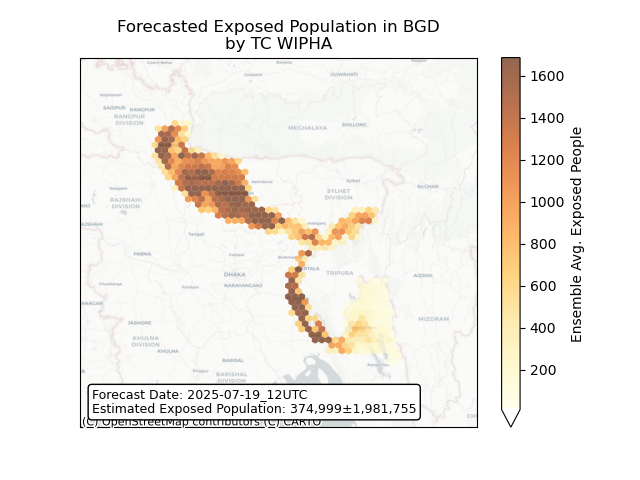 Forecasted Exposed Population in BGD
by TC WIPHA
GUWAHATI
SAIDPUR RANGPUR
RANGPUR
DIVISION
SHILLONG
MEGHALAYA
SYLHET
DIVISION
SILCHAR
RAJSHAHI
DIVISION
PABNA
DHAKA
NARAYANGANJ
TRIPURA
AIZAWL
JASHORE
MIZORAM
KHULNA
DIVISION
KHULNA
BARISAL
BARISHAL
DIVISION
Forecast Date: 2025-07-19_12UTC
Estimated Exposed Population: 374,999±1,981,755
(C) OpenStreetMap contributors (C) CARTO
1600
1400
1200
1000
800
600
400
200
Ensemble Avg. Exposed People